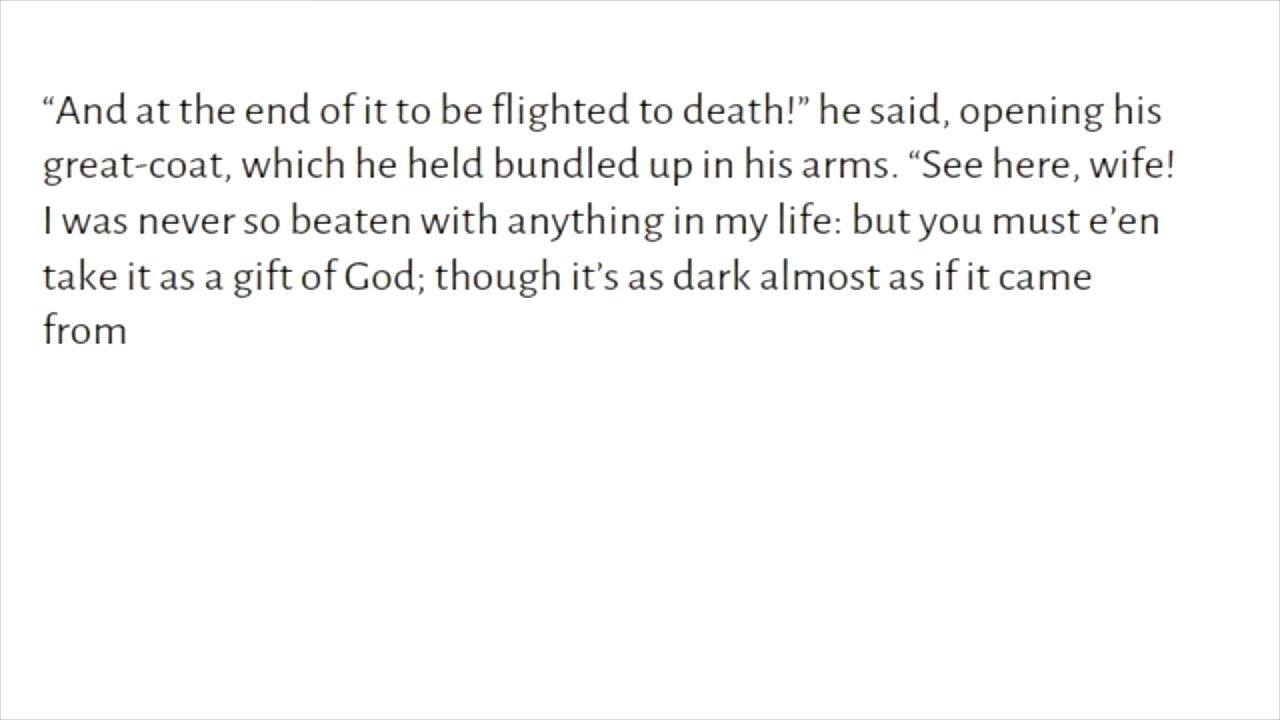 “And at the end of it to be flighted to death!” he said, opening his
great-coat, which he held bundled up in his arms. “See here, wife!
I was never so beaten with anything in my life: but you must e’en
take it as a gift of God; though it’s as dark almost as if it came
from